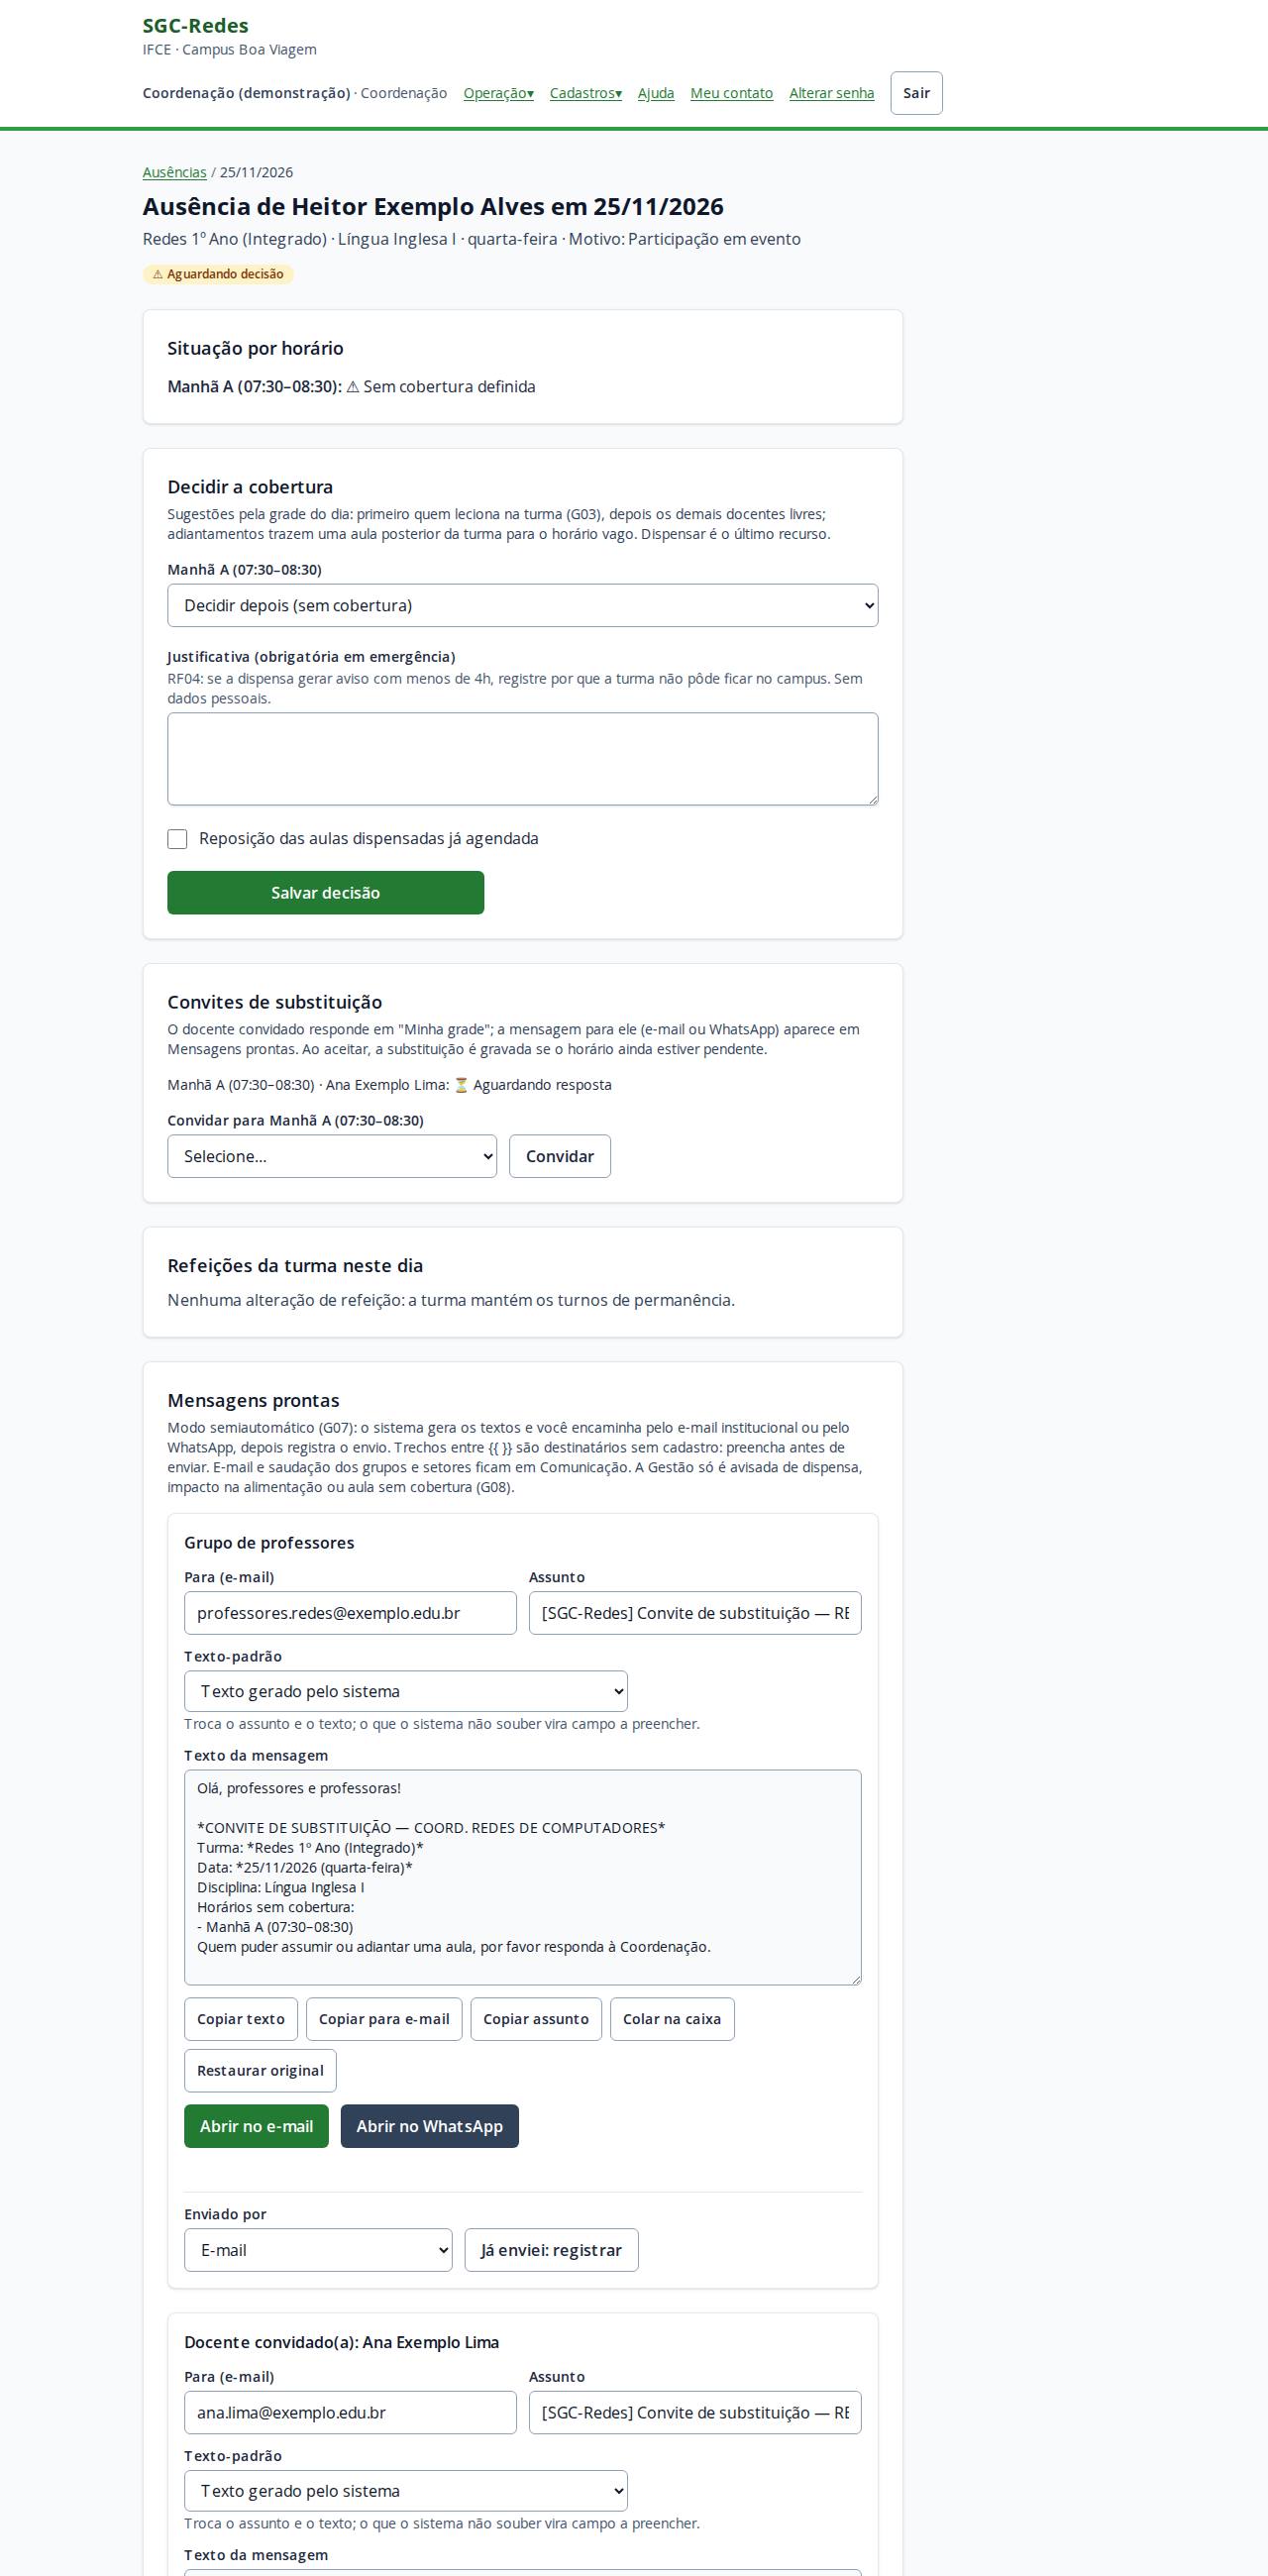 SGC-Redes
IFCE · Campus Boa Viagem
Coordenação (demonstração) · Coordenação Operação▾ Cadastros▾ Ajuda Meu contato Alterar senha Sair
Ausências / 25/11/2026
Ausência de Heitor Exemplo Alves em 25/11/2026
Redes 1º Ano (Integrado) · Língua Inglesa I · quarta-feira · Motivo: Participação em evento
⚠ Aguardando decisão
Situação por horário
Manhã A (07:30–08:30): ⚠ Sem cobertura definida
Decidir a cobertura
Sugestões pela grade do dia: primeiro quem leciona na turma (G03), depois os demais docentes livres;
adiantamentos trazem uma aula posterior da turma para o horário vago. Dispensar é o último recurso.
Manhã A (07:30–08:30)
Decidir depois (sem cobertura)
Justificativa (obrigatória em emergência)
RF04: se a dispensa gerar aviso com menos de 4h, registre por que a turma não pôde ficar no campus. Sem
dados pessoais.
Reposição das aulas dispensadas já agendada
Salvar decisão
Convites de substituição
O docente convidado responde em "Minha grade"; a mensagem para ele (e-mail ou WhatsApp) aparece em
Mensagens prontas. Ao aceitar, a substituição é gravada se o horário ainda estiver pendente.
Manhã A (07:30–08:30) · Ana Exemplo Lima: ⏳ Aguardando resposta
Convidar para Manhã A (07:30–08:30)
Selecione... Convidar
Refeições da turma neste dia
Nenhuma alteração de refeição: a turma mantém os turnos de permanência.
Mensagens prontas
Modo semiautomático (G07): o sistema gera os textos e você encaminha pelo e-mail institucional ou pelo
WhatsApp, depois registra o envio. Trechos entre {{ }} são destinatários sem cadastro: preencha antes de
enviar. E-mail e saudação dos grupos e setores ficam em Comunicação. A Gestão só é avisada de dispensa,
impacto na alimentação ou aula sem cobertura (G08).
Grupo de professores
Para (e-mail) Assunto
professores.redes@exemplo.edu.br [SGC-Redes] Convite de substituição — RE
Texto-padrão
Texto gerado pelo sistema
Troca o assunto e o texto; o que o sistema não souber vira campo a preencher.
Texto da mensagem
Olá, professores e professoras!
*CONVITE DE SUBSTITUIÇÃO — COORD. REDES DE COMPUTADORES*
Turma: *Redes 1º Ano (Integrado)*
Data: *25/11/2026 (quarta-feira)*
Disciplina: Língua Inglesa I
Horários sem cobertura:
- Manhã A (07:30–08:30)
Quem puder assumir ou adiantar uma aula, por favor responda à Coordenação.
Copiar texto Copiar para e-mail Copiar assunto Colar na caixa
Restaurar original
Abrir no e-mail Abrir no WhatsApp
Enviado por
E-mail Já enviei: registrar
Docente convidado(a): Ana Exemplo Lima
Para (e-mail) Assunto
ana.lima@exemplo.edu.br [SGC-Redes] Convite de substituição — RE
Texto-padrão
Texto gerado pelo sistema
Troca o assunto e o texto; o que o sistema não souber vira campo a preencher.
Texto da mensagem